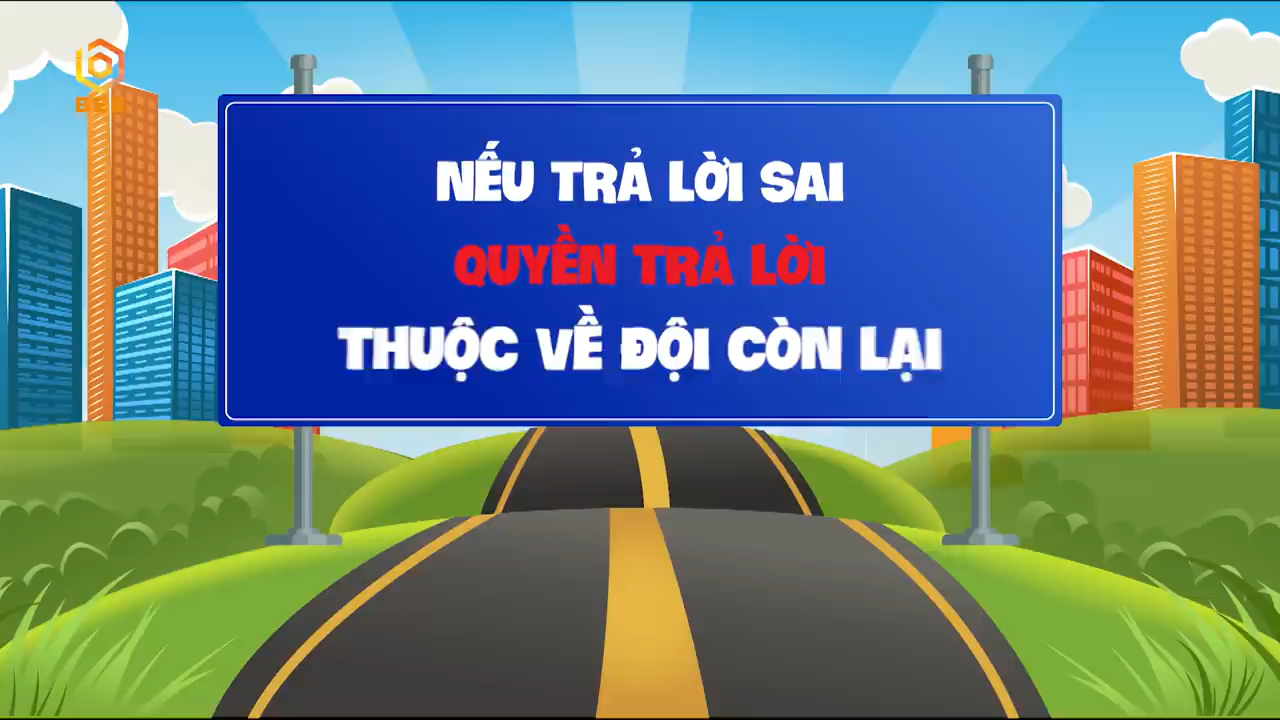 NẾU TRẢ LỜI SAI
QUYỀN TRẢ LỜI
THUỘC VỀ ĐỘI CÒN LẠI